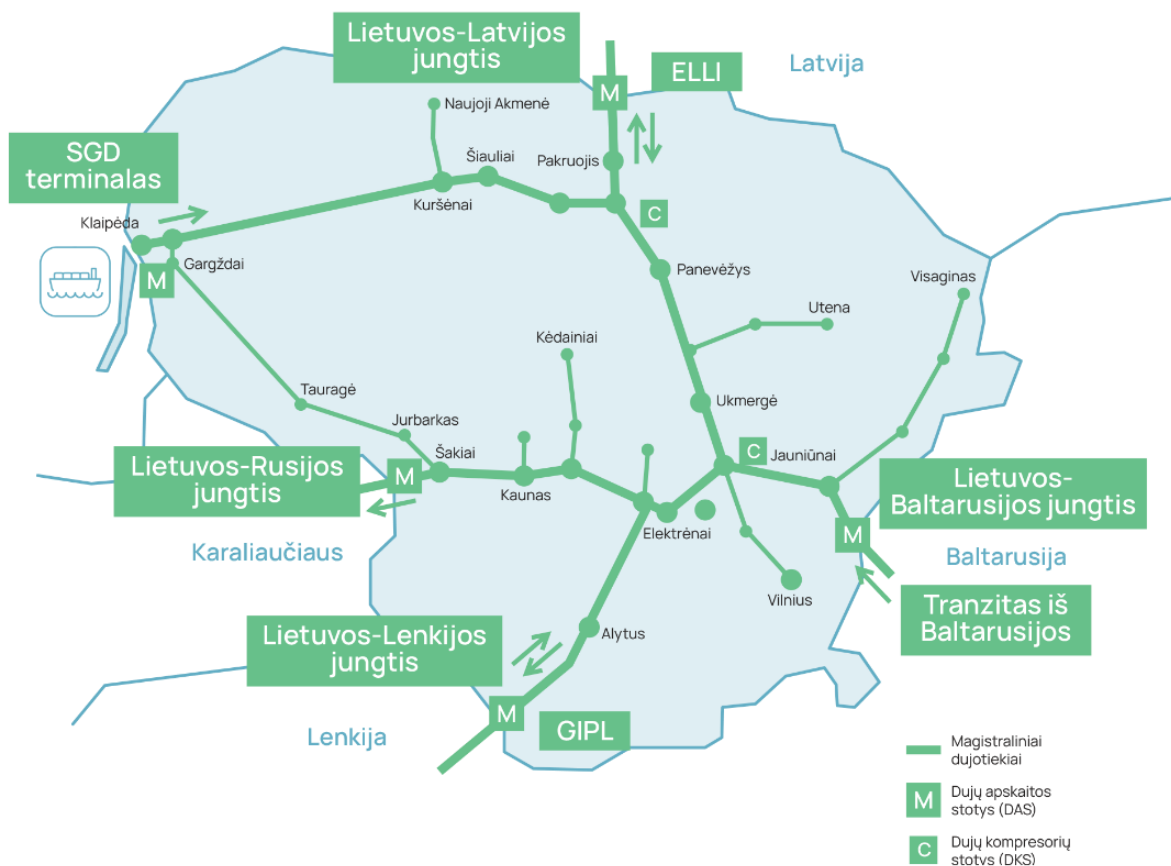 Lietuvos-Latvijos
jungtis
ELLI
Latvija
M
Naujoji Akmenė
SGD
terminalas
Šiauliai
Pakruojis
Kuršėnai
C
Klaipėda
Gargždai
M
Panevėžys
Visaginas
Utena
Kėdainiai
Tauragė
Ukmergė
Jurbarkas
Šakiai
C
Jauniūnai
Lietuvos-Rusijos
jungtis
M
Kaunas
Lietuvos-
Baltarusijos jungtis
Elektrėnai
M
Karaliaučiaus
Baltarusija
Vilnius
Tranzitas iš
Baltarusijos
Lietuvos-Lenkijos
jungtis
Alytus
M
GIPL
Lenkija
Magistraliniai
dujotiekiai
M
Dujų apskaitos
stotys (DAS)
C
Dujų kompresorių
stotys (DKS)